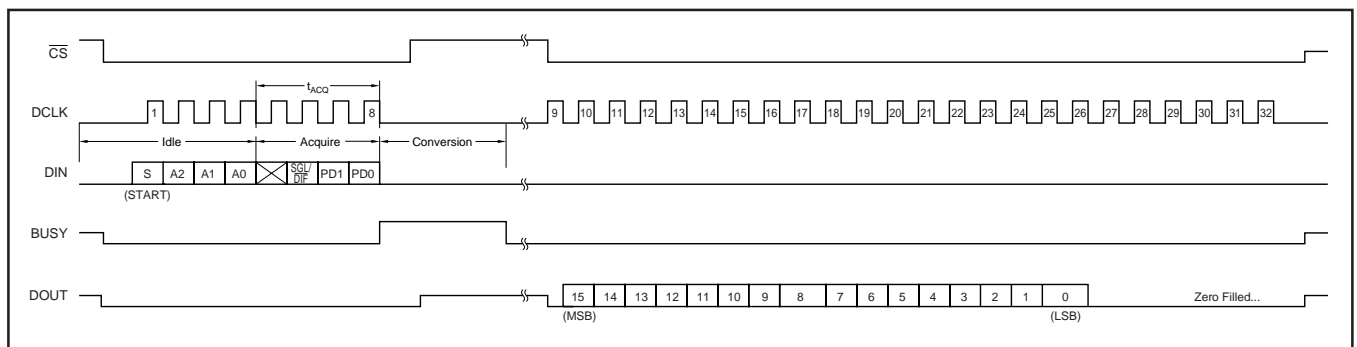 CS
tACQ
DCLK 1 8 9 10 11 12 13 14 15 16 17 18 19 20 21 22 23 24 25 26 27 28 29 30 31 32
Idle Acquire Conversion
DIN S A2 A1 A0 SGL/DIF PD1 PD0
(START)
BUSY
DOUT 15 14 13 12 11 10 9 8 7 6 5 4 3 2 1 0 Zero Filled...
(MSB) (LSB)